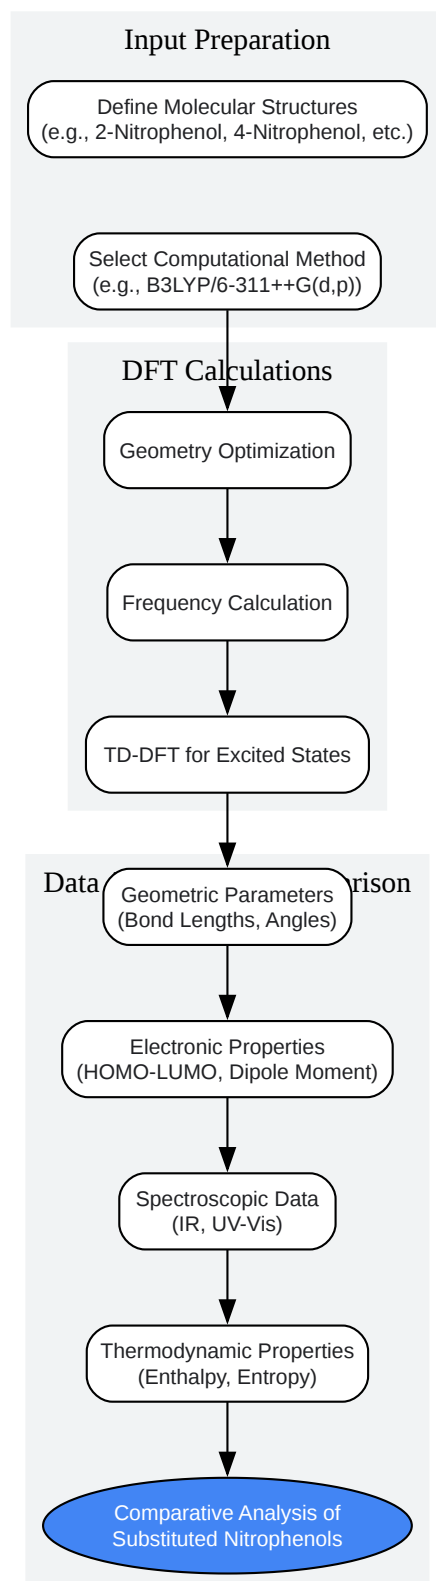 Input Preparation
Define Molecular Structures
(e.g., 2-Nitrophenol, 4-Nitrophenol, etc.)
Select Computational Method
(e.g., B3LYP/6-311++G(d,p))
DFT Calculations
Geometry Optimization
Frequency Calculation
TD-DFT for Excited States
Data
Geometric Parameters
(Bond Lengths, Angles)
Electronic Properties
(HOMO-LUMO, Dipole Moment)
Spectroscopic Data
(IR, UV-Vis)
Thermodynamic Properties
(Enthalpy, Entropy)
Comparative Analysis of
Substituted Nitrophenols